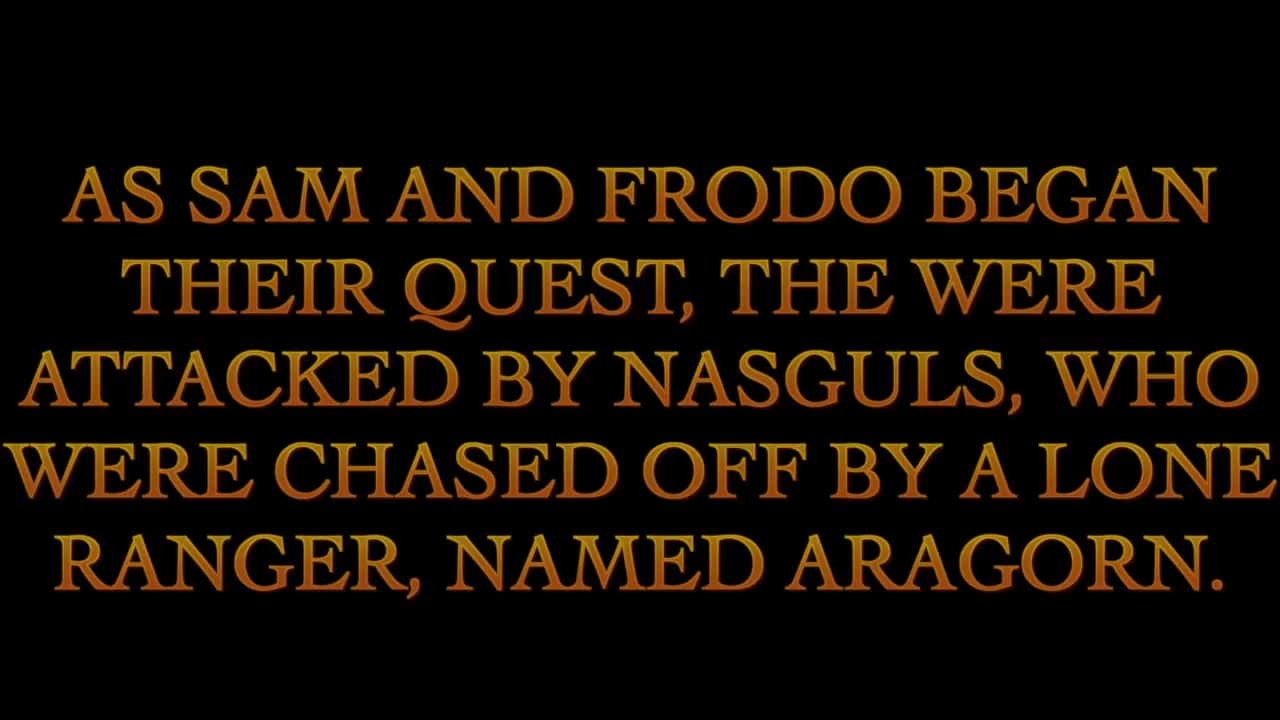 AS SAM AND FRODO BEGAN
THEIR QUEST, THE WERE
ATTACKED BY NASGULS, WHO
WERE CHASED OFF BY A LONE
RANGER, NAMED ARAGORN.